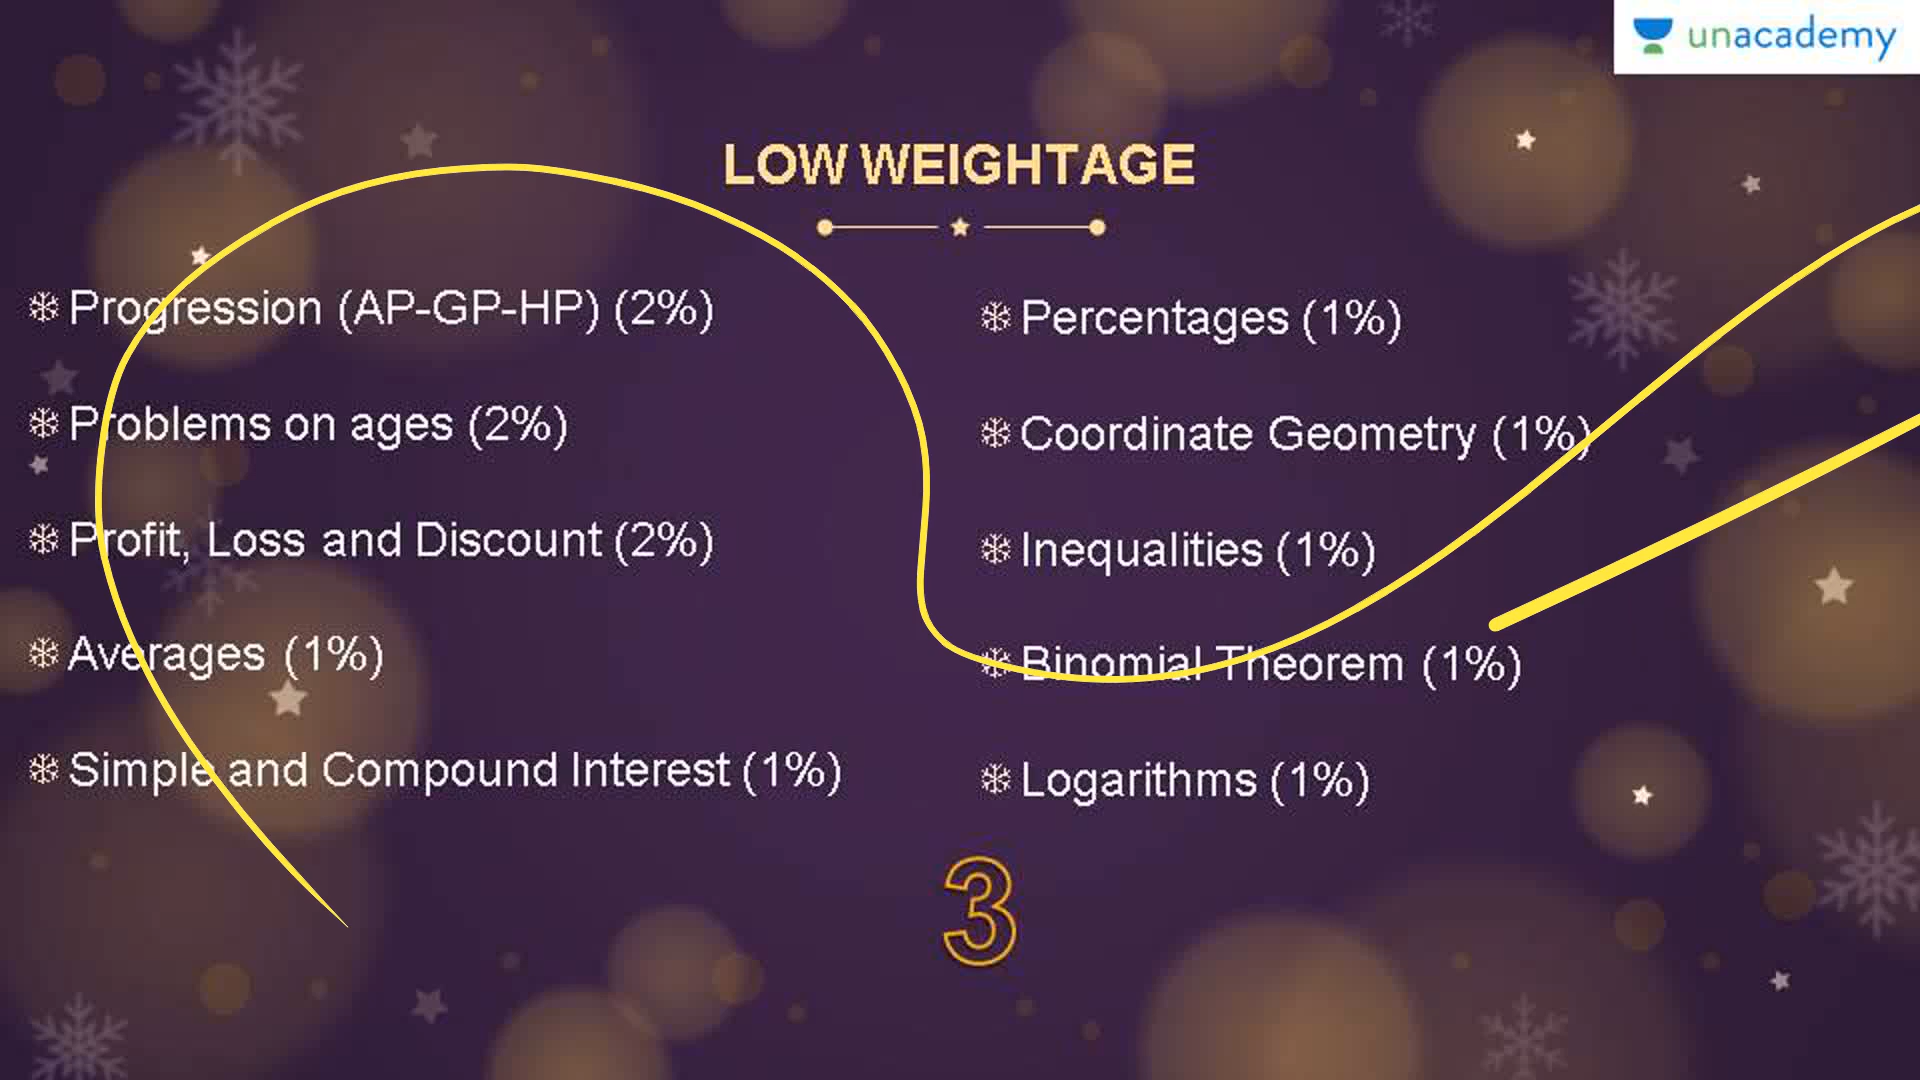 unacademy
LOW WEIGHTAGE
Progression (AP-GP-HP) (2%)
Problems on ages (2%)
Profit, Loss and Discount (2%)
Averages (1%)
Simple and Compound Interest (1%)
Percentages (1%)
Coordinate Geometry (1%)
Inequalities (1%)
Binomial Theorem (1%)
Logarithms (1%)
3